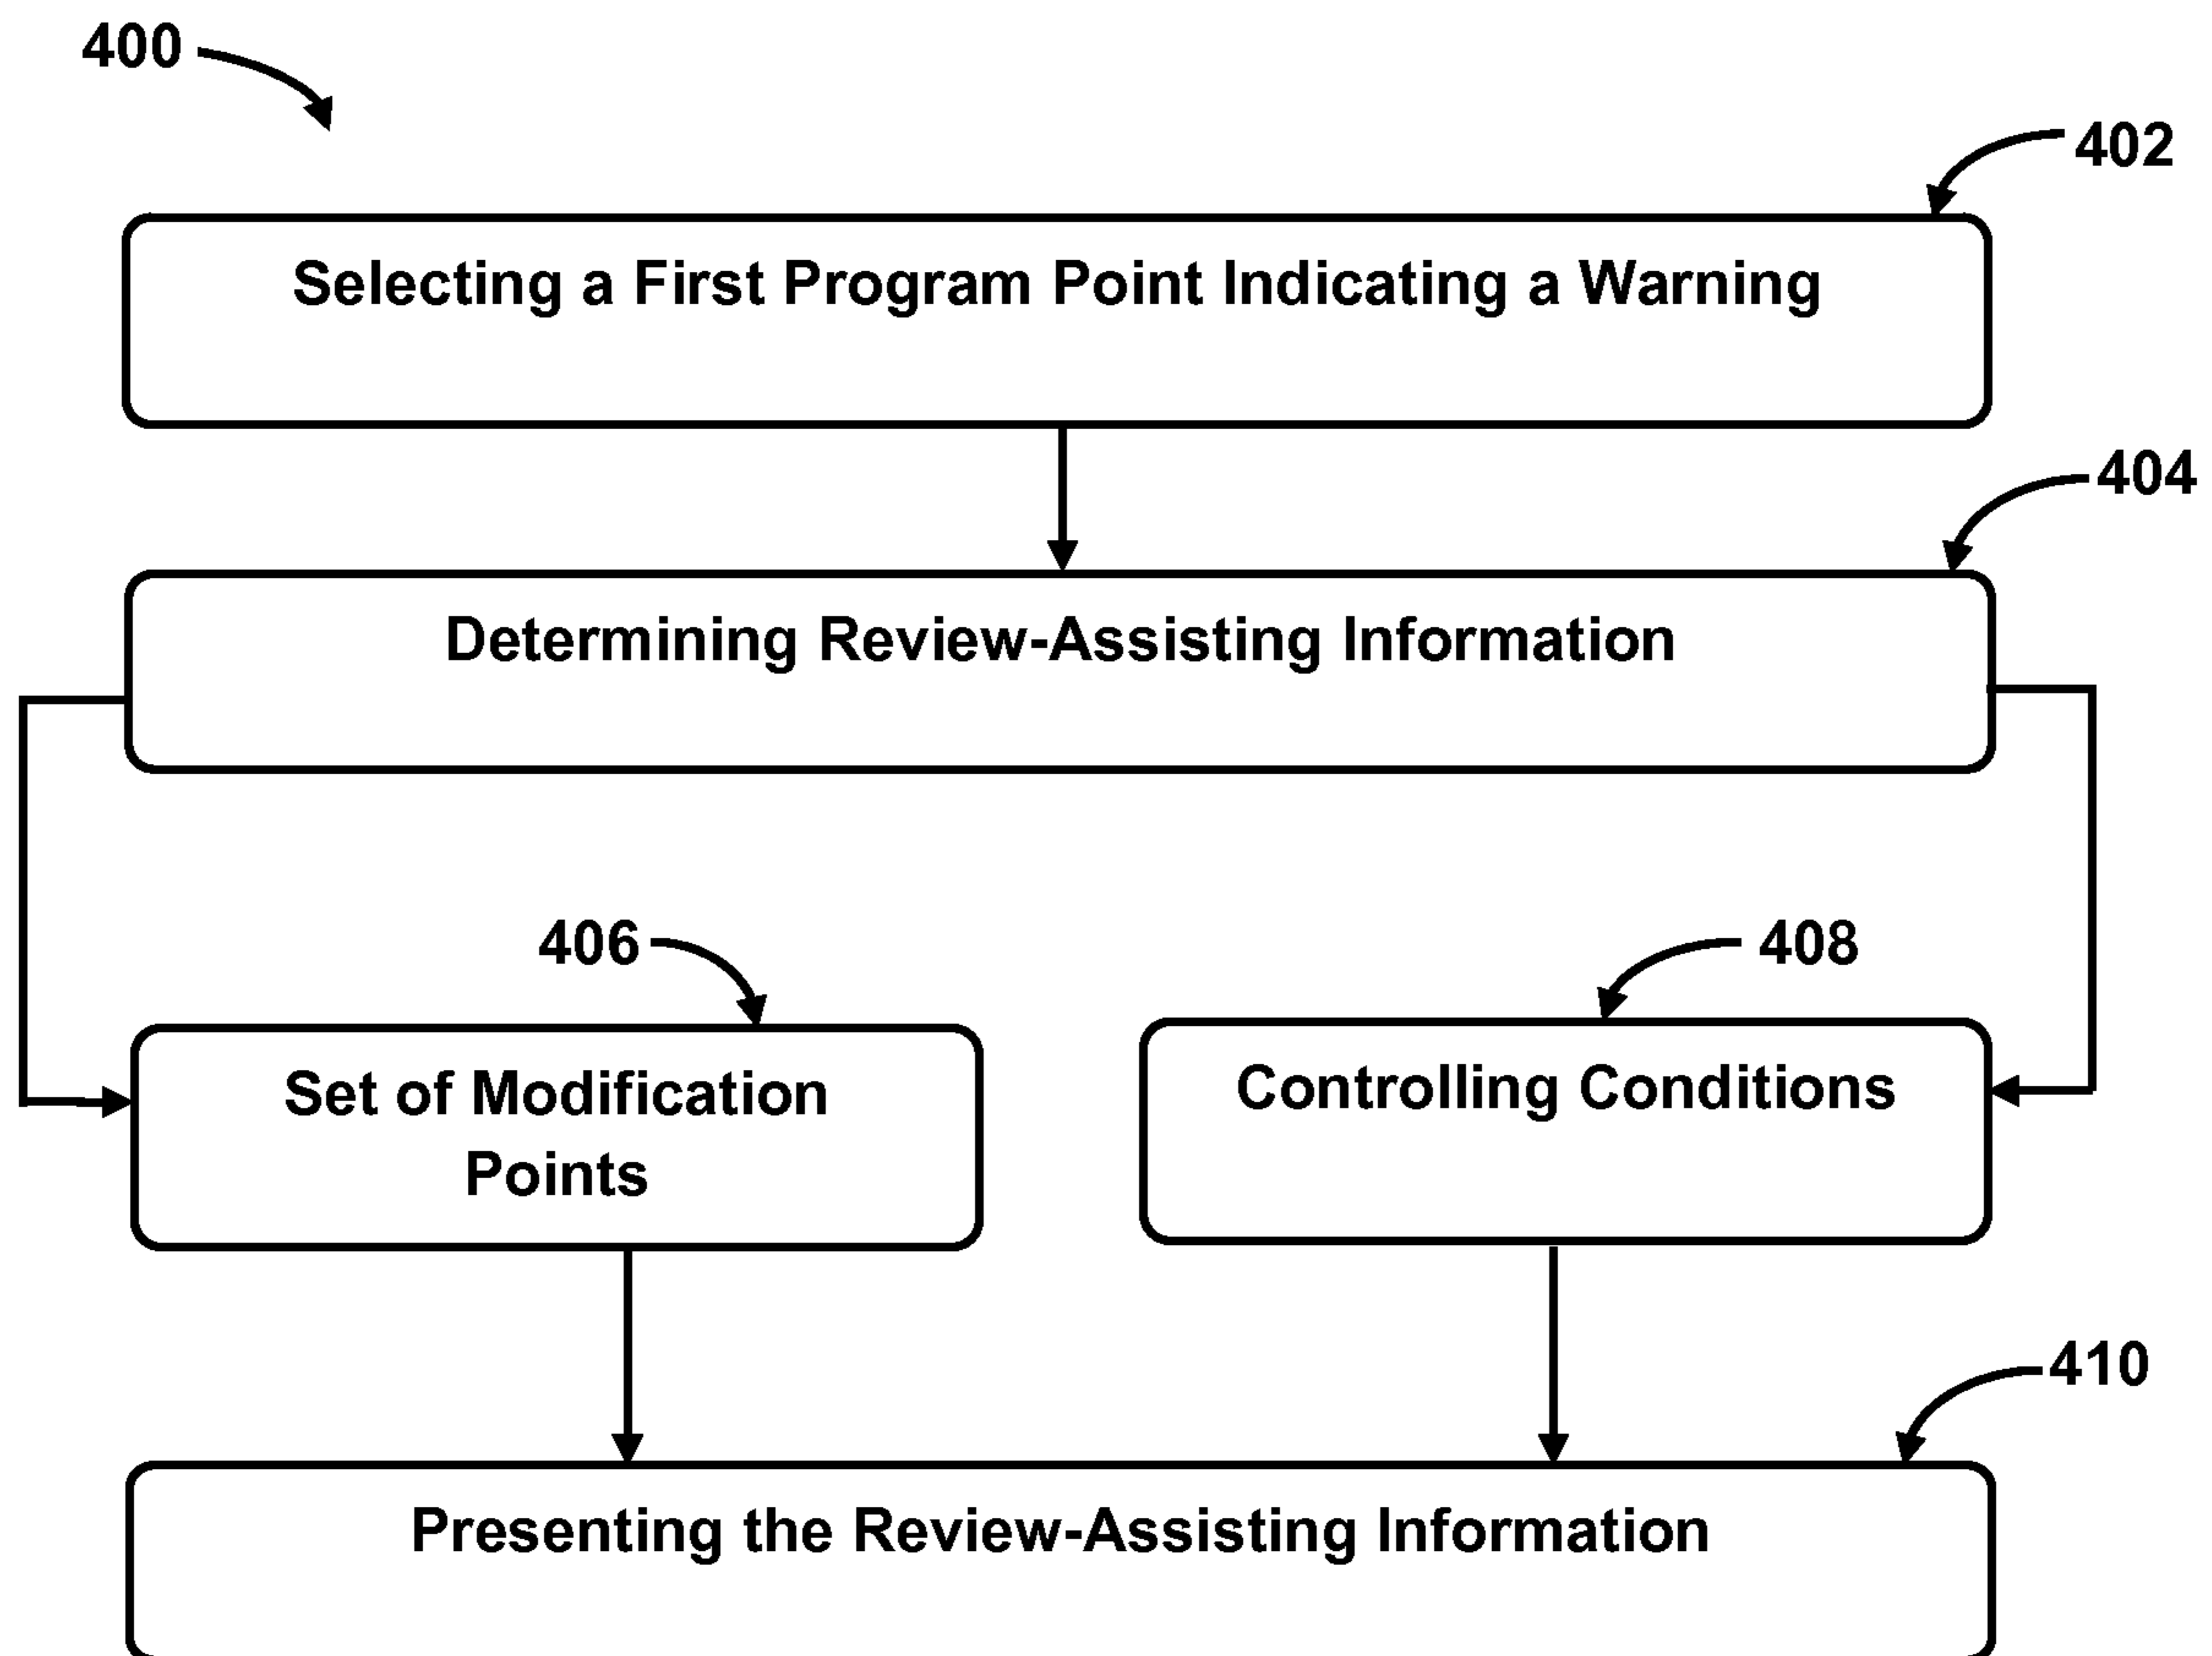 400
402
Selecting a First Program Point Indicating a Warning
404
Determining Review-Assisting Information
406
408
Set of Modification
Points
Controlling Conditions
410
Presenting the Review-Assisting Information